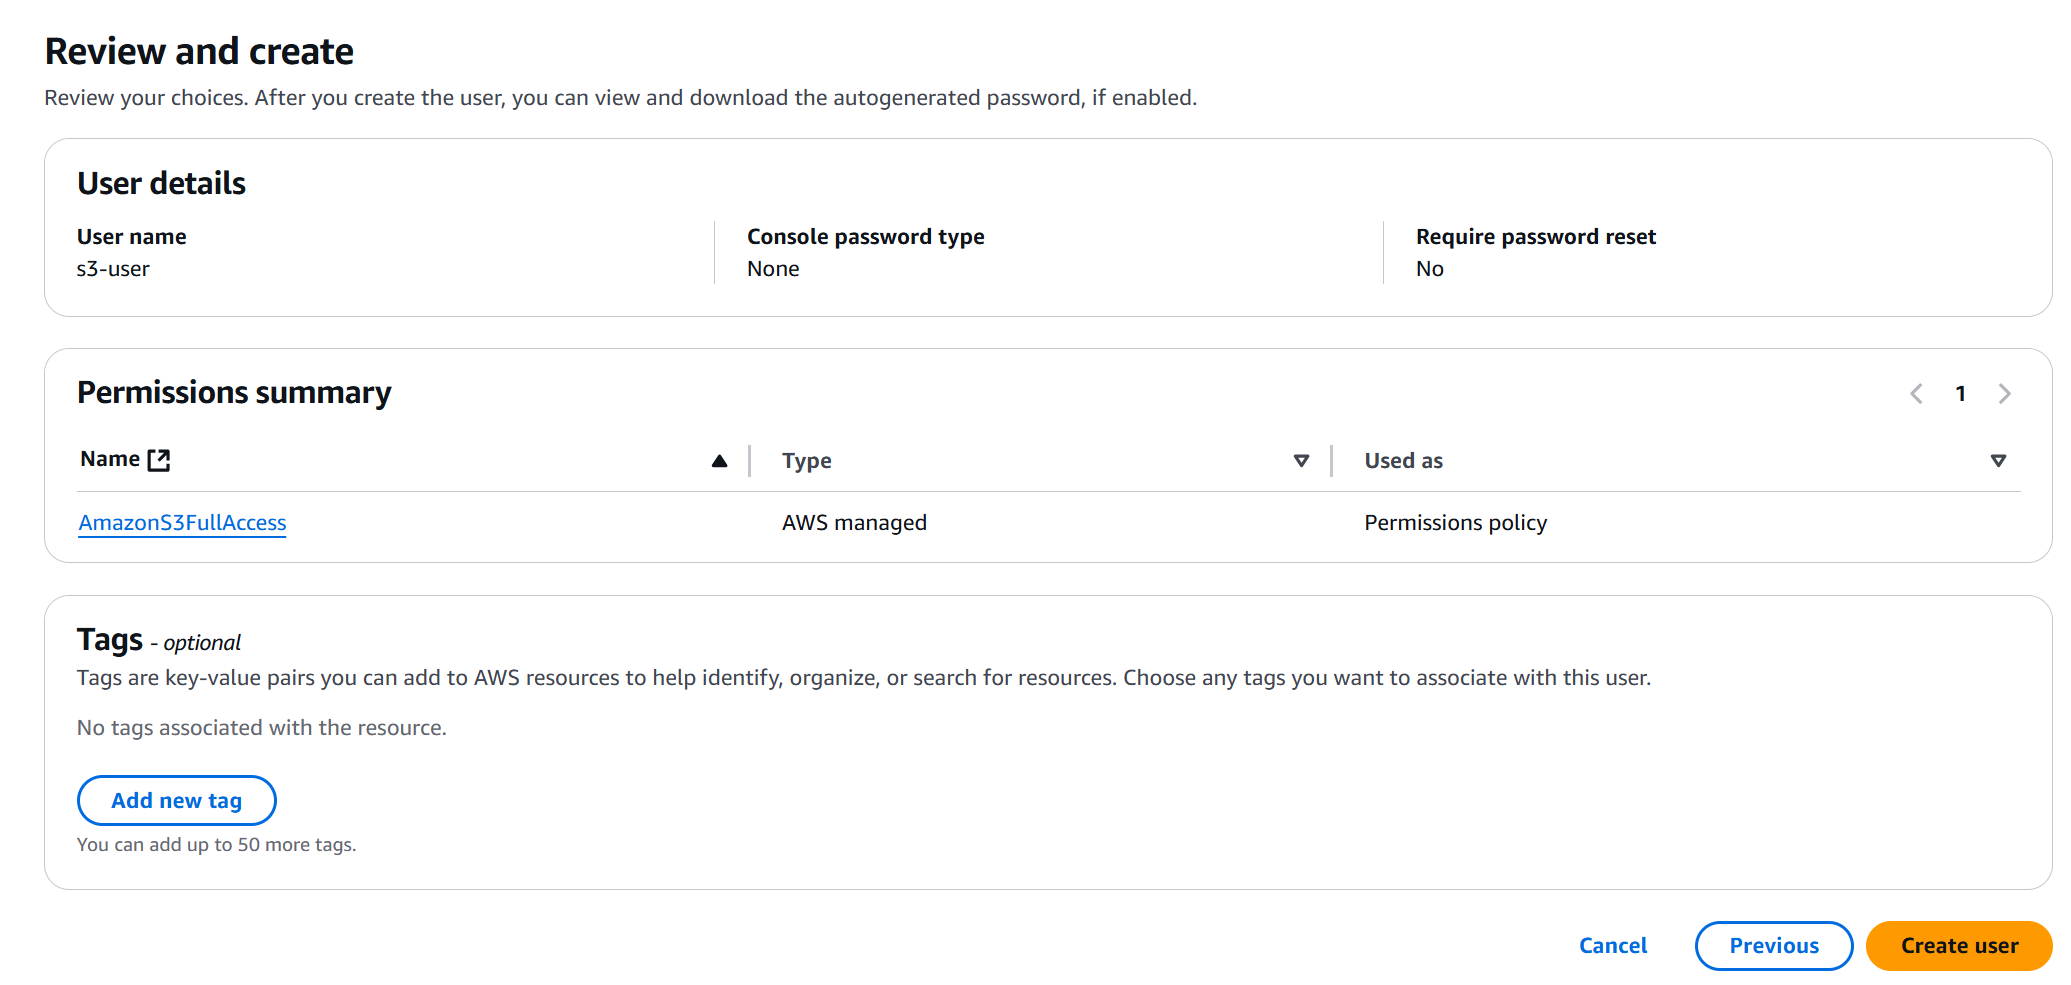 Review and create
Review your choices. After you create the user, you can view and download the autogenerated password, if enabled.
User details
User name
s3-user
Console password type
None
Require password reset
No
Permissions summary
1
Name
Type
Used as
AmazonS3FullAccess
AWS managed
Permissions policy
Tags - optional
Tags are key-value pairs you can add to AWS resources to help identify, organize, or search for resources. Choose any tags you want to associate with this user.
No tags associated with the resource.
Add new tag
You can add up to 50 more tags.
Cancel
Previous
Create user